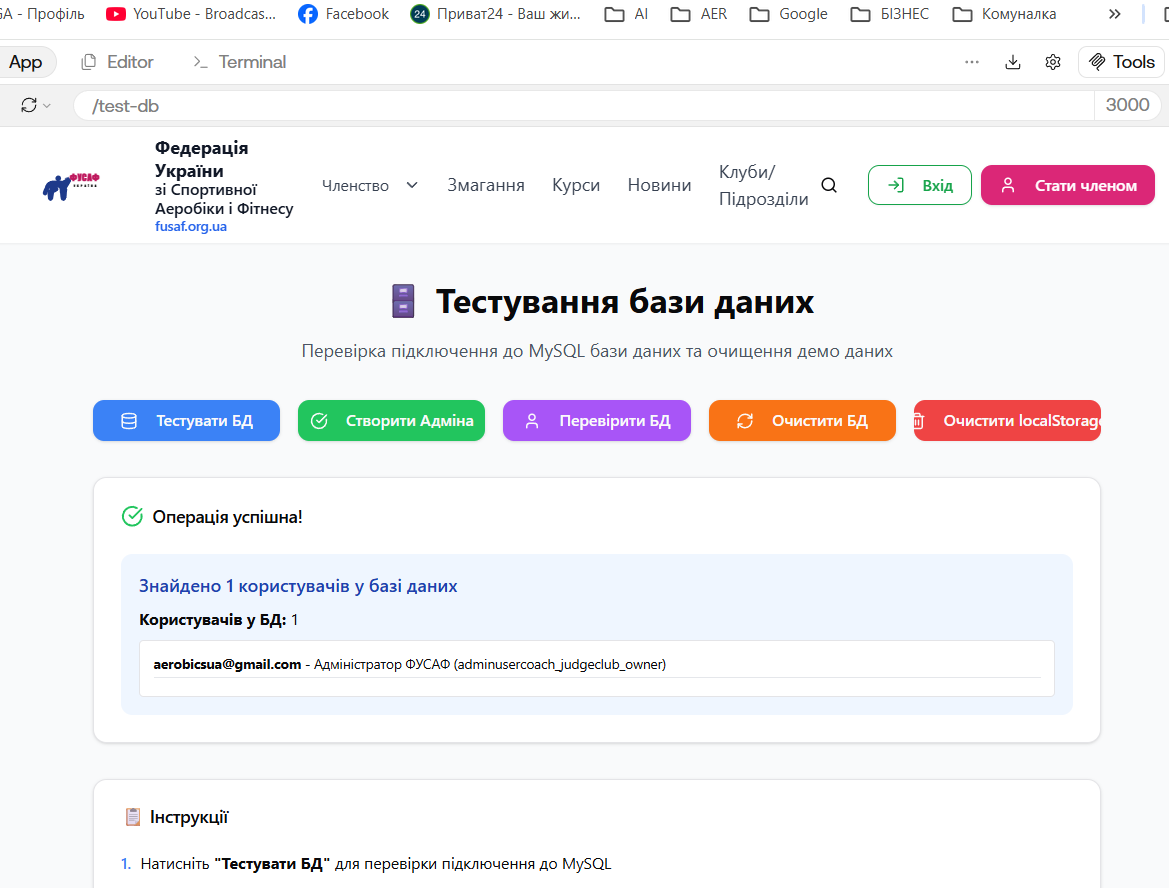 GA - Профіль YouTube - Broadcas... Facebook 24 Приват24 - Ваш жи... AI AER Google БІЗНЕС Комуналка
App Editor >_ Terminal ... Tools
/test-db 3000
ФУСАФ
УКРАЇНА
Федерація
України
зі Спортивної
Аеробіки і Фітнесу
fusaf.org.ua
Членство Змагання Курси Новини
Клуби/
Підрозділи
Вхід Стати членом
Тестування бази даних
Перевірка підключення до MySQL бази даних та очищення демо даних
Тестувати БД Створити Адміна Перевірити БД Очистити БД Очистити localStorage
Операція успішна!
Знайдено 1 користувачів у базі даних
Користувачів у БД: 1
aerobicsua@gmail.com - Адміністратор ФУСАФ (adminusercoach_judgeclub_owner)
Інструкції
1. Натисніть "Тестувати БД" для перевірки підключення до MySQL